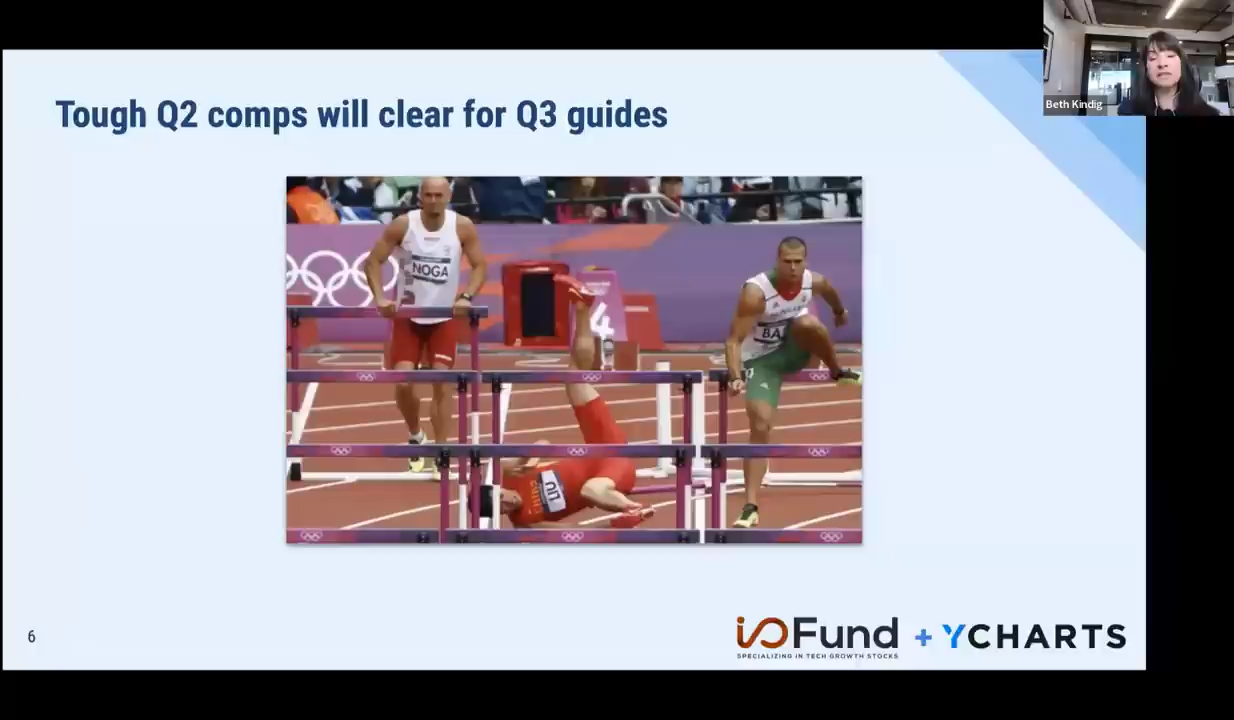 Beth Kindig
Tough Q2 comps will clear for Q3 guides
NOGA
4
BA
LIU
6
ioFund + YCHARTS
SPECIALIZING IN TECH GROWTH STOCKS